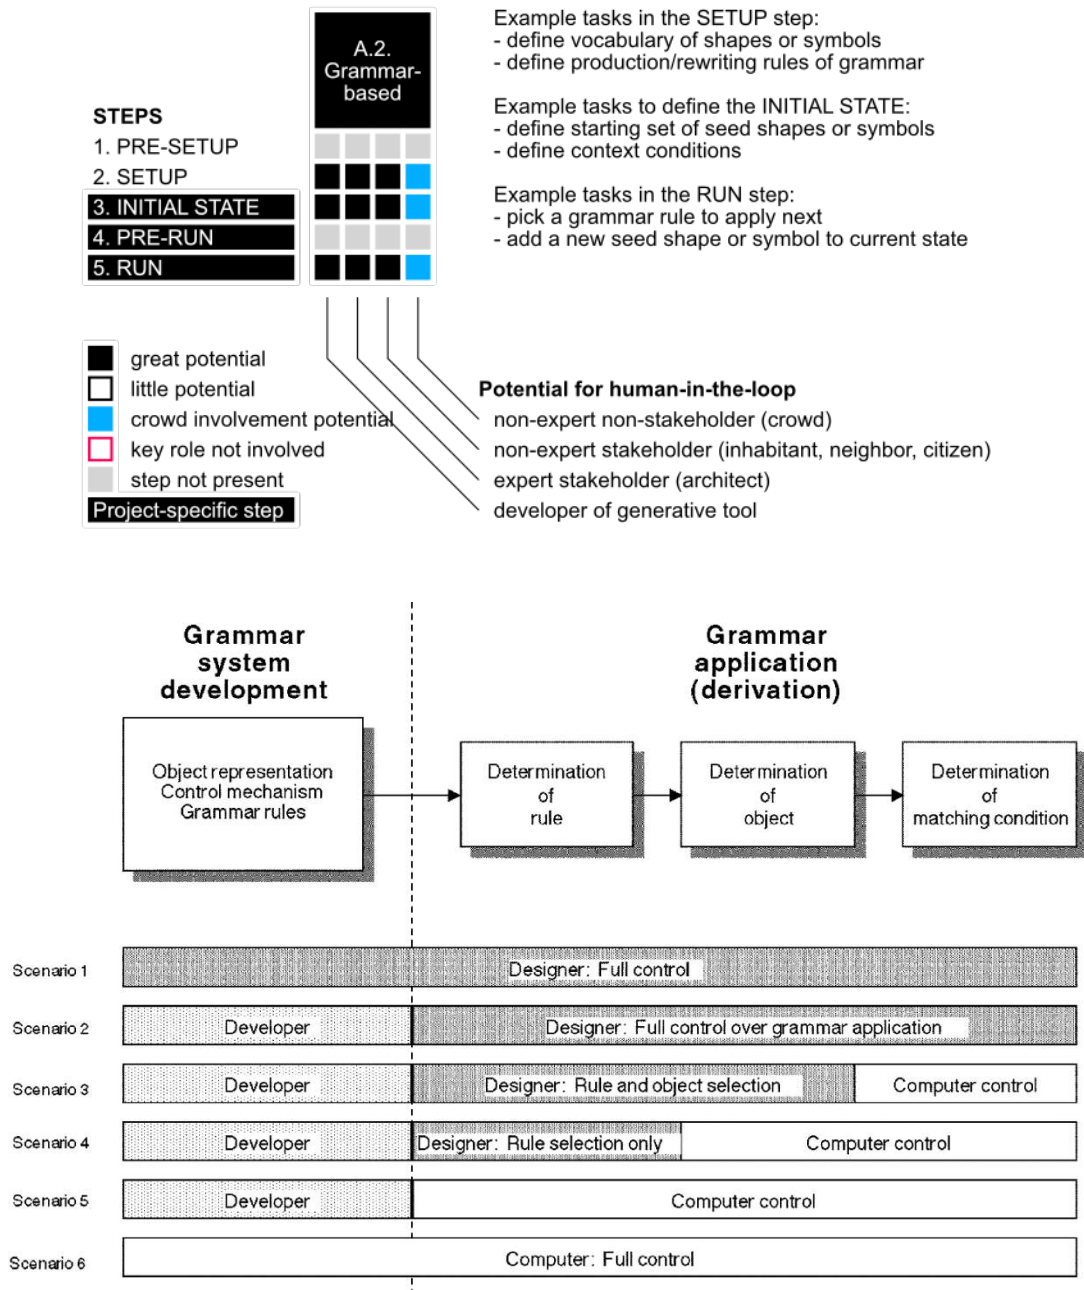 A.2.
Grammar-
based
Example tasks in the SETUP step:
- define vocabulary of shapes or symbols
- define production/rewriting rules of grammar
Example tasks to define the INITIAL STATE:
- define starting set of seed shapes or symbols
- define context conditions
Example tasks in the RUN step:
- pick a grammar rule to apply next
- add a new seed shape or symbol to current state
STEPS
1. PRE-SETUP
2. SETUP
3. INITIAL STATE
4. PRE-RUN
5. RUN
great potential
little potential
crowd involvement potential
key role not involved
step not present
Project-specific step
Potential for human-in-the-loop
non-expert non-stakeholder (crowd)
non-expert stakeholder (inhabitant, neighbor, citizen)
expert stakeholder (architect)
developer of generative tool
Grammar
system
development
Grammar
application
(derivation)
Object representation
Control mechanism
Grammar rules
Determination
of
rule
Determination
of
object
Determination
of
matching condition
Scenario 1
Designer: Full control
Scenario 2
Developer
Designer: Full control over grammar application
Scenario 3
Developer
Designer: Rule and object selection
Computer control
Scenario 4
Developer
Designer: Rule selection only
Computer control
Scenario 5
Developer
Computer control
Scenario 6
Computer: Full control